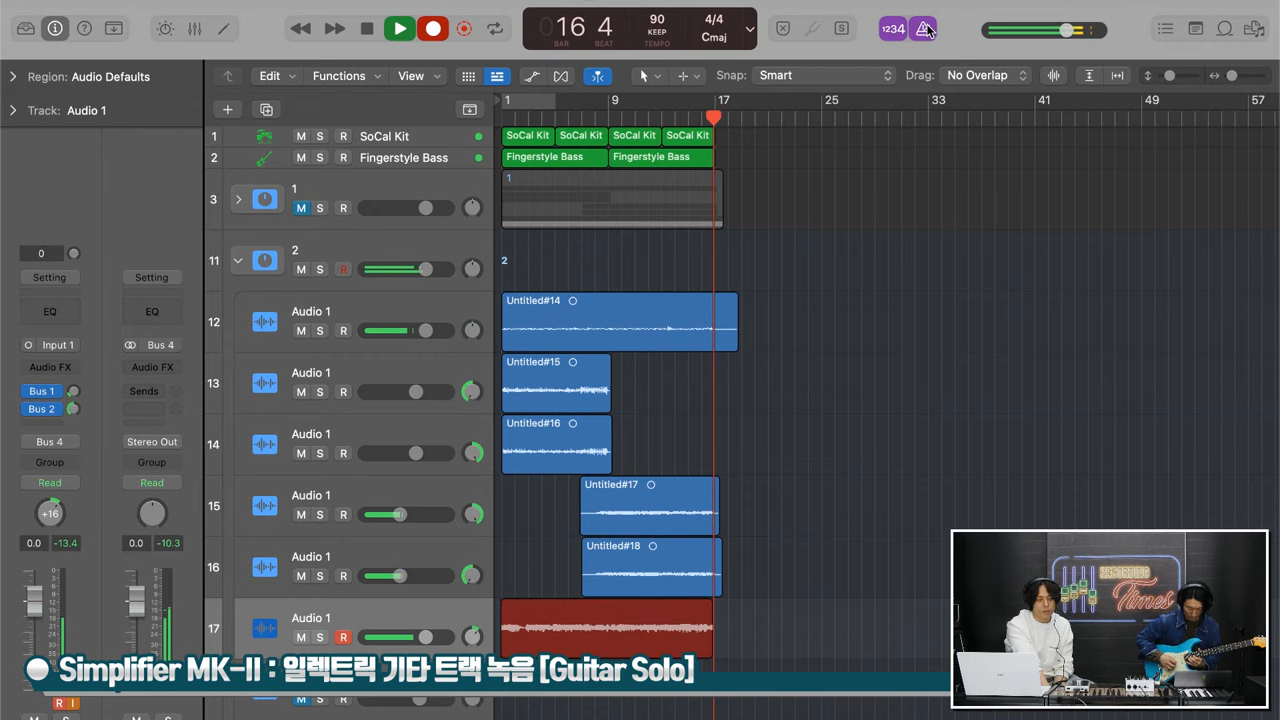 16 4
BAR BEAT
90
KEEP
TEMPO
4/4
Cmaj
1234
Region: Audio Defaults
Track: Audio 1
Edit
Functions
View
Snap: Smart
Drag: No Overlap
1 9 17 25 33 41 49 57
1 M S R SoCal Kit
SoCal Kit SoCal Kit SoCal Kit SoCal Kit
2 M S R Fingerstyle Bass
Fingerstyle Bass Fingerstyle Bass
3 1
M S R
1
11 2
M S R
2
12 Audio 1
M S R
Untitled#14
13 Audio 1
M S R
Untitled#15
14 Audio 1
M S R
Untitled#16
15 Audio 1
M S R
Untitled#17
16 Audio 1
M S R
Untitled#18
17 Audio 1
M S R
0
Setting Setting
EQ EQ
Input 1 Bus 4
Audio FX Audio FX
Bus 1 Sends
Bus 2
Bus 4 Stereo Out
Group Group
Read Read
+16
0.0 -13.4 0.0 -10.3
R I
M S
Times
Simplifier MK-II : 일렉트릭 기타 트랙 녹음 [Guitar Solo]